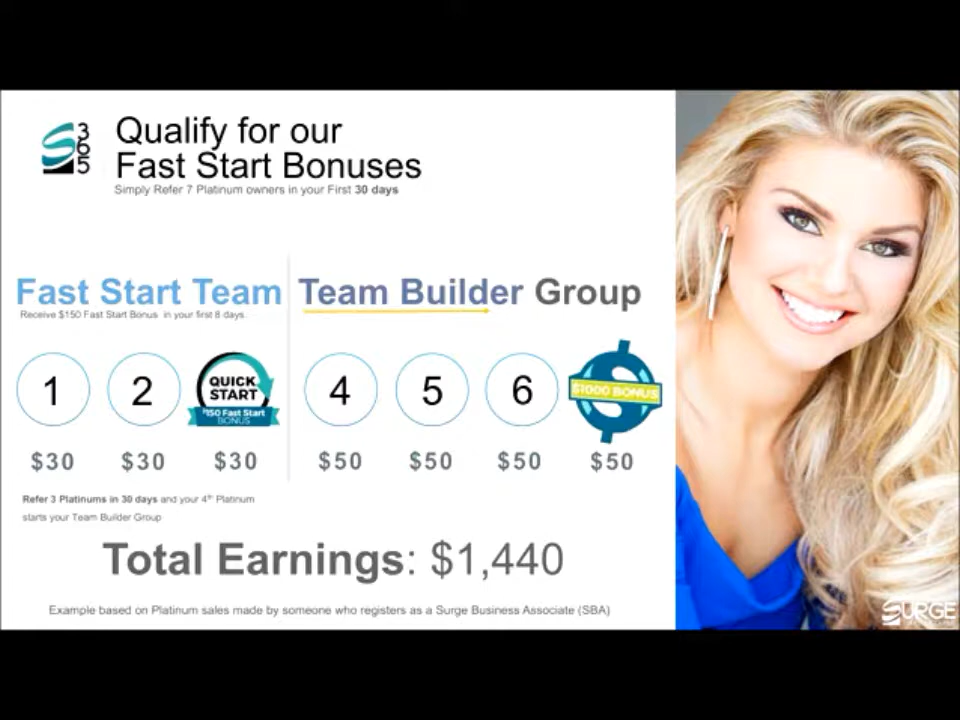 365
Qualify for our
Fast Start Bonuses
Simply Refer 7 Platinum owners in your First 30 days
Fast Start Team
Receive $150 Fast Start Bonus in your first 8 days.
Team Builder Group
1
2
QUICK
START
$150 Fast Start
BONUS
4
5
6
$1000 BONUS
$30
$30
$30
$50
$50
$50
$50
Refer 3 Platinums in 30 days and your 4th Platinum
starts your Team Builder Group
Total Earnings: $1,440
Example based on Platinum sales made by someone who registers as a Surge Business Associate (SBA)
SURGE